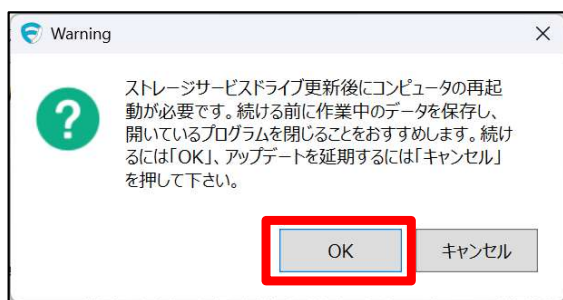 Warning
ストレージサービスドライブ更新後にコンピュータの再起
動が必要です。続ける前に作業中のデータを保存し、
開いているプログラムを閉じることをおすすめします。続け
るには「OK」、アップデートを延期するには「キャンセル」
を押して下さい。
OK
キャンセル